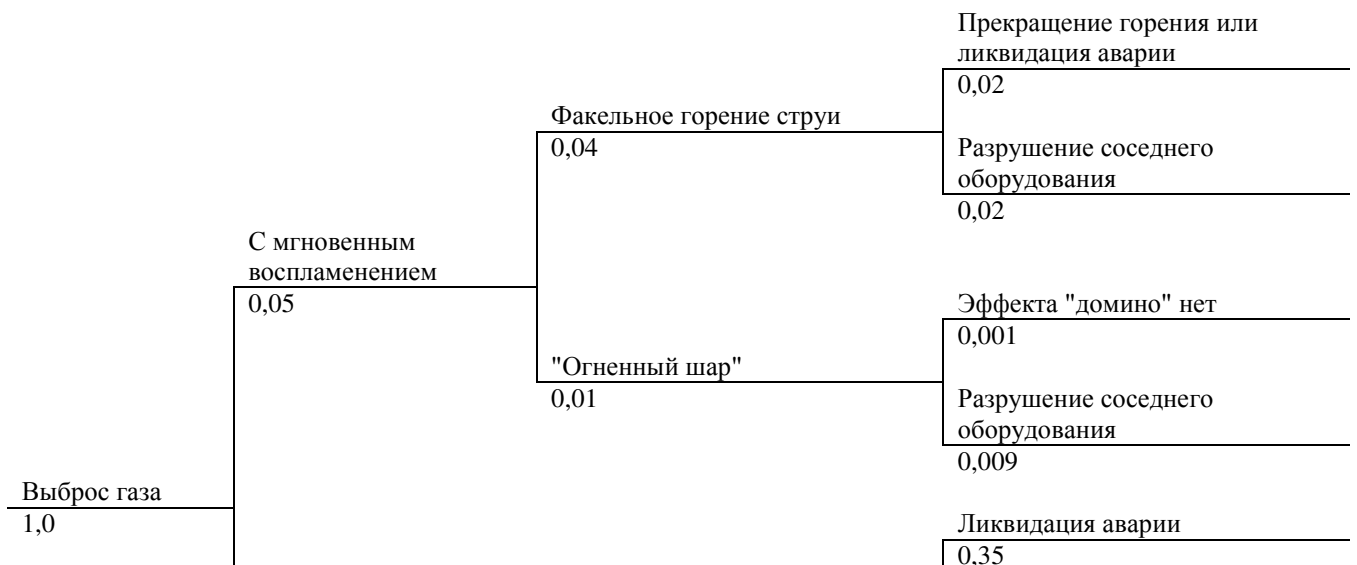 Прекращение горения или
ликвидация аварии
0,02
Факельное горение струи
0,04
Разрушение соседнего
оборудования
0,02
С мгновенным
воспламенением
0,05
Эффекта "домино" нет
0,001
"Огненный шар"
0,01
Разрушение соседнего
оборудования
0,009
Выброс газа
1,0
Ликвидация аварии
0,35